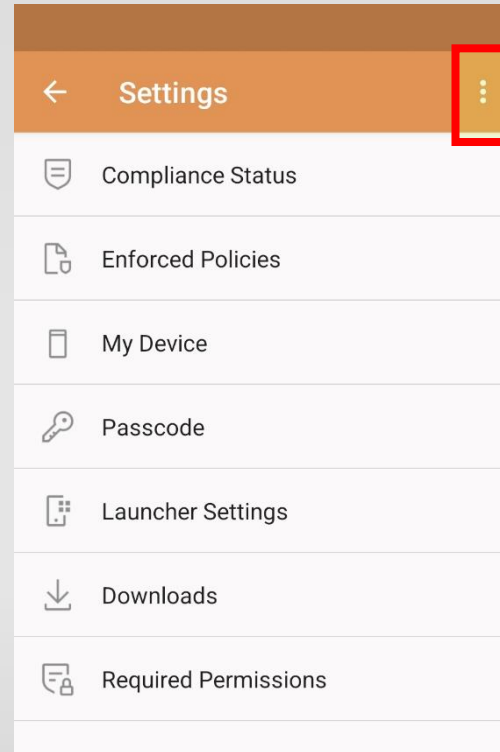 Settings
Compliance Status
Enforced Policies
My Device
Passcode
Launcher Settings
Downloads
Required Permissions